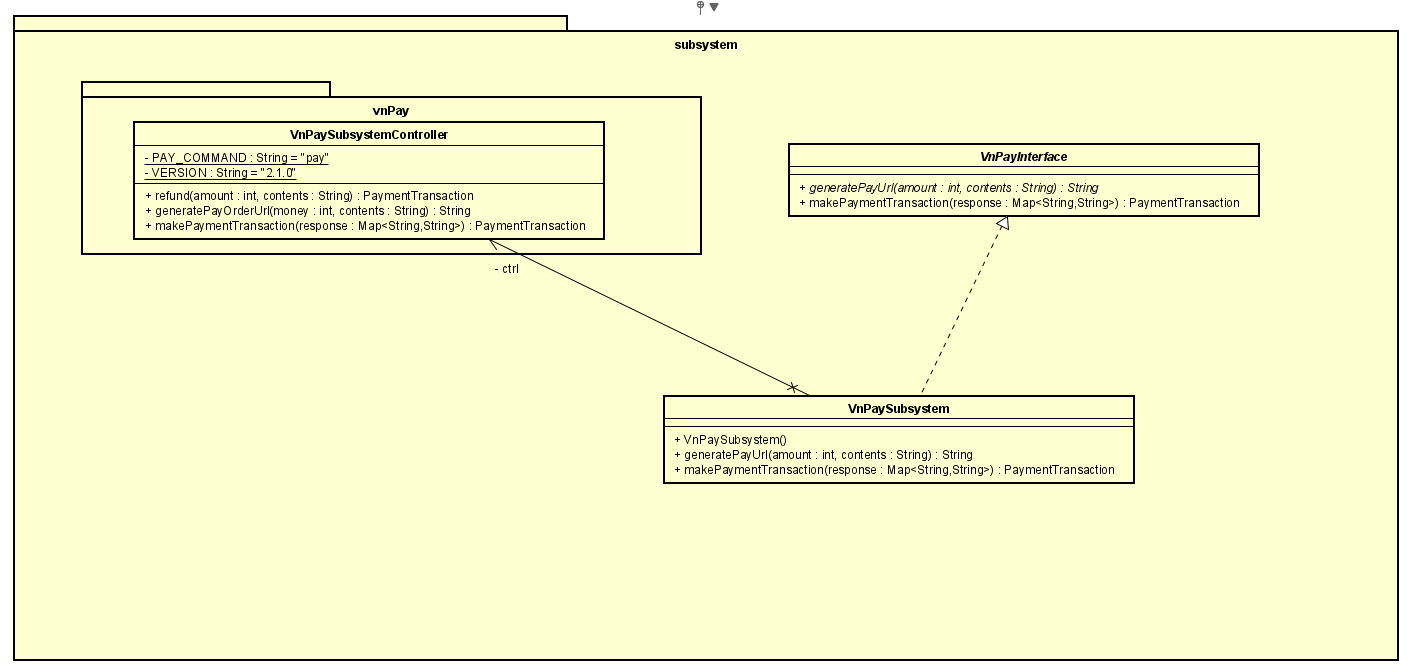 subsystem
vnPay
VnPaySubsystemController
- PAY_COMMAND : String = "pay"
- VERSION : String = "2.1.0"
+ refund(amount : int, contents : String) : PaymentTransaction
+ generatePayOrderUrl(money : int, contents : String) : String
+ makePaymentTransaction(response : Map<String,String>) : PaymentTransaction
VnPayInterface
+ generatePayUrl(amount : int, contents : String) : String
+ makePaymentTransaction(response : Map<String,String>) : PaymentTransaction
- ctrl
VnPaySubsystem
+ VnPaySubsystem()
+ generatePayUrl(amount : int, contents : String) : String
+ makePaymentTransaction(response : Map<String,String>) : PaymentTransaction